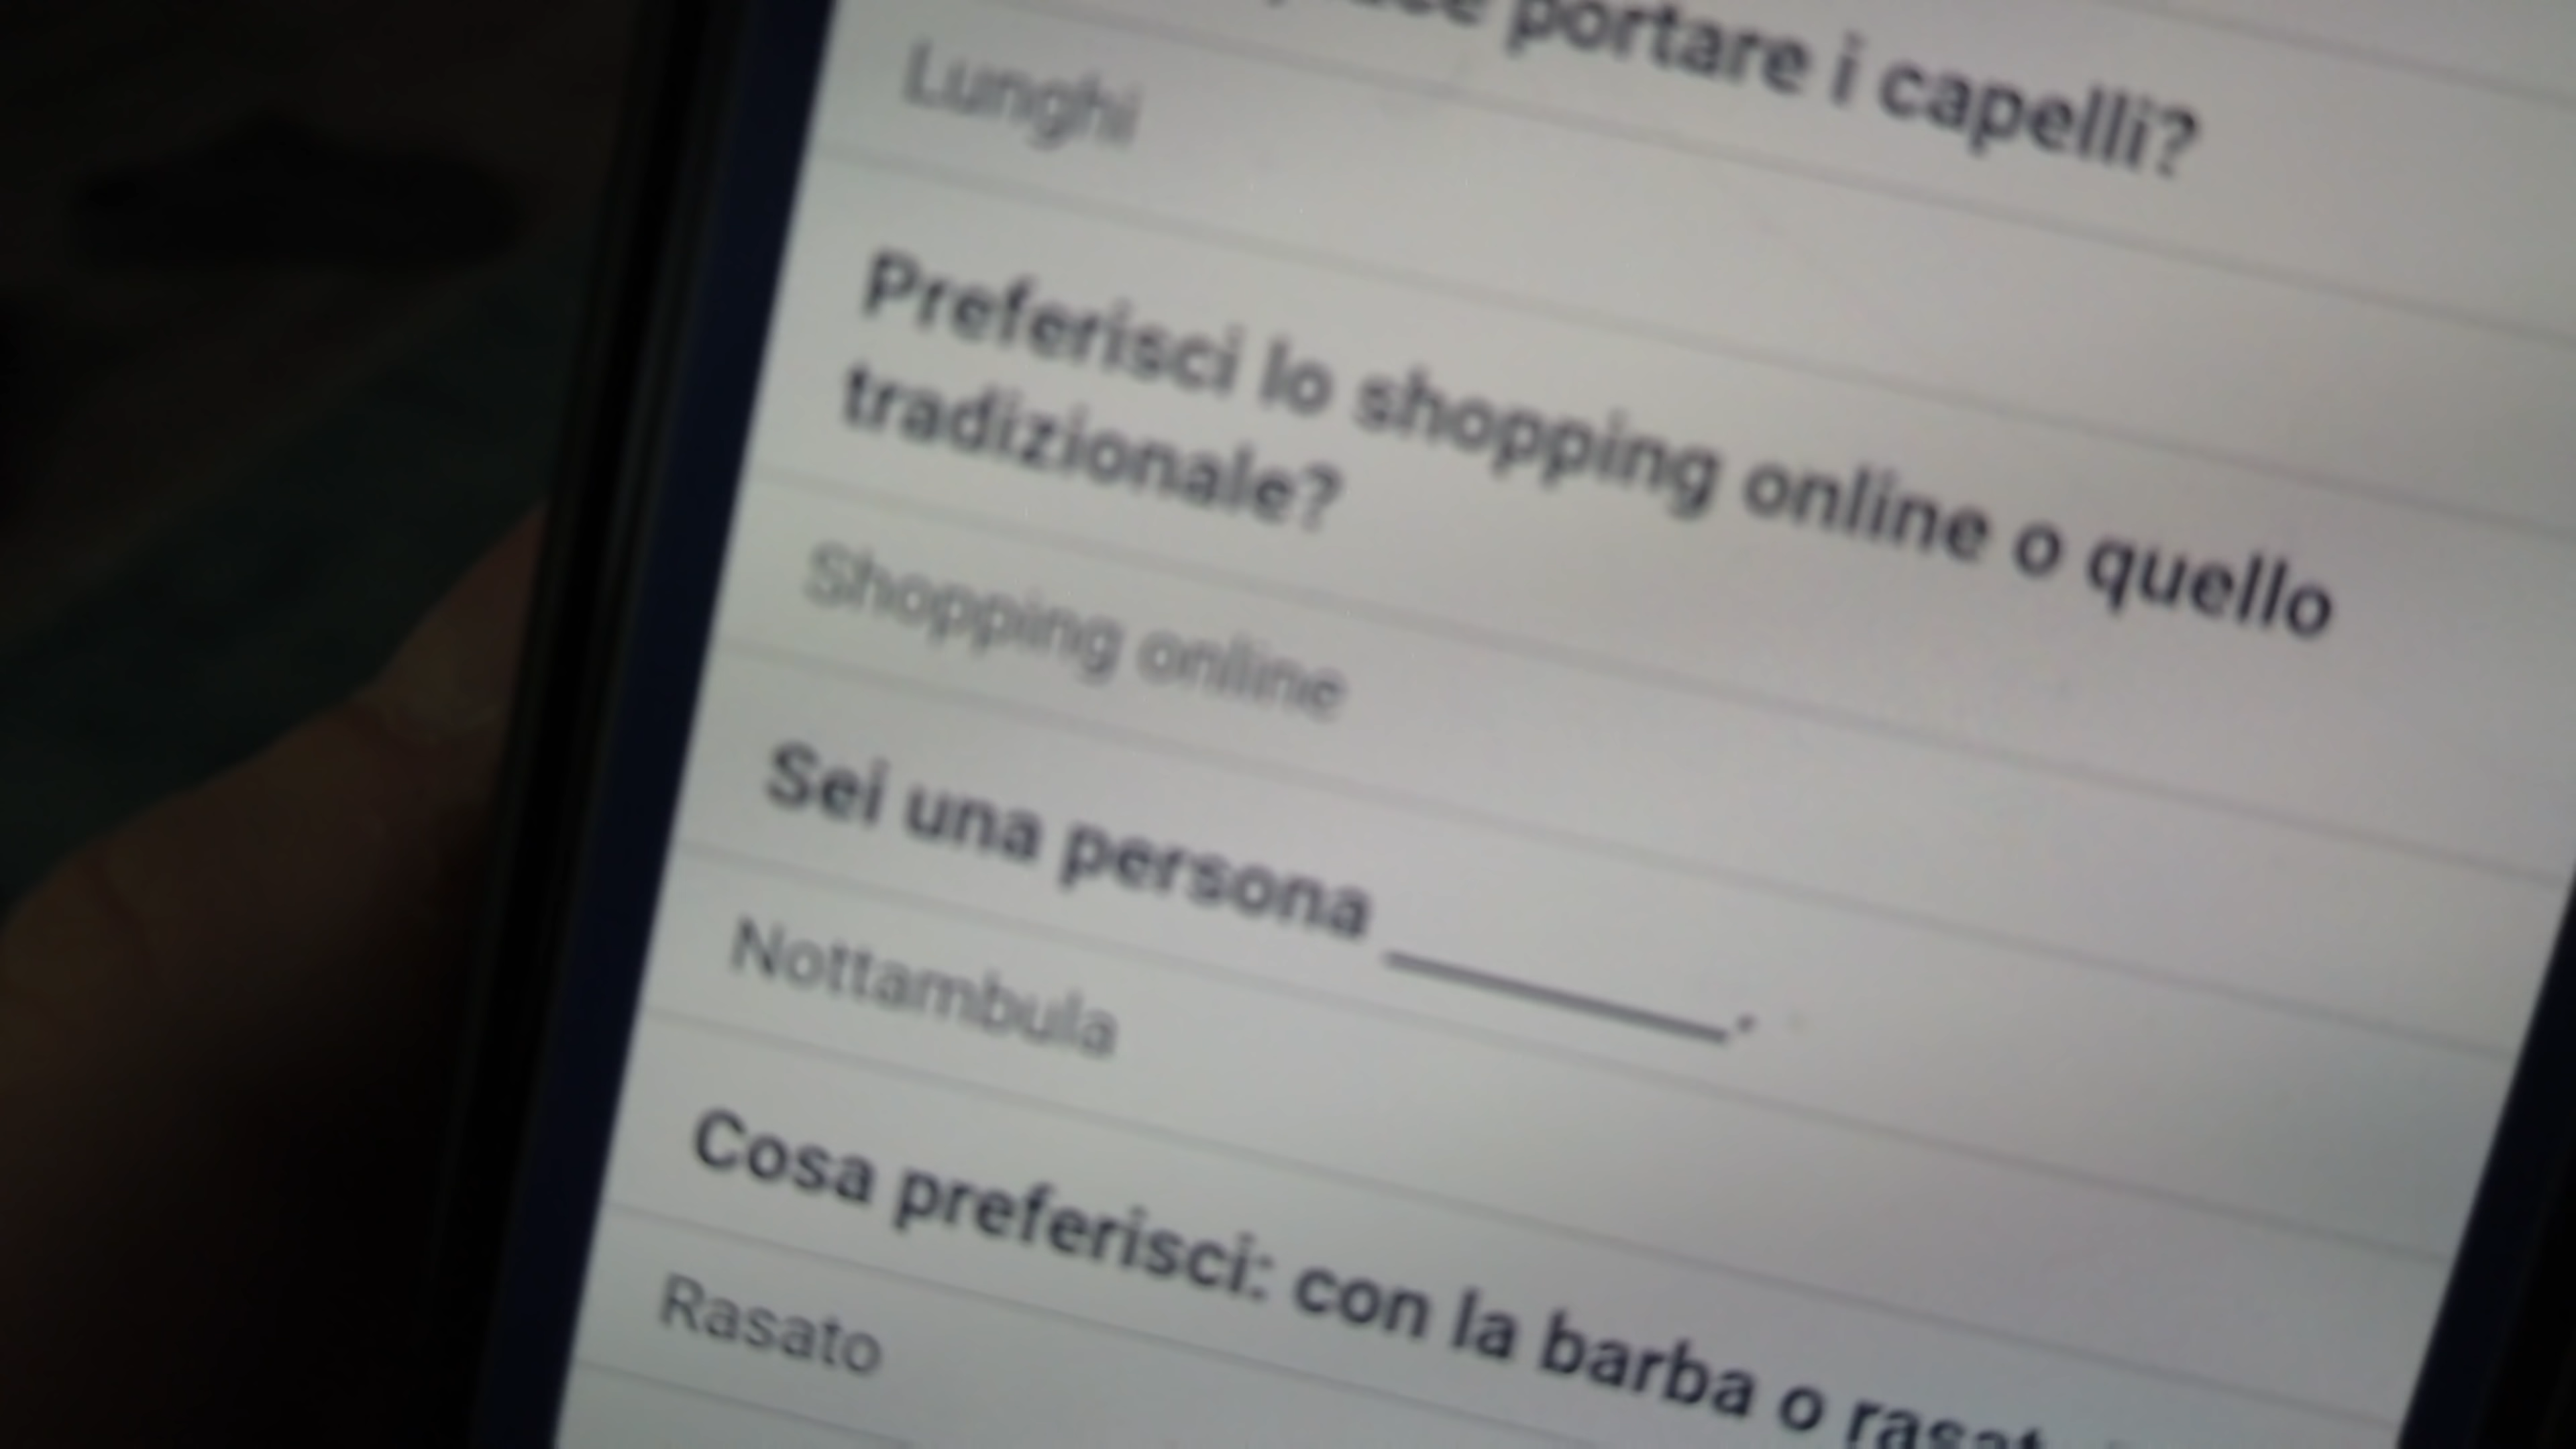 portare i capelli?
Lunghi
Preferisci lo shopping online o quello
tradizionale?
Shopping online
Sei una persona ________.
Nottambula
Cosa preferisci: con la barba o
Rasato